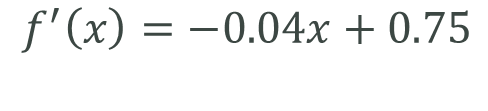 f′(x) = −0.04x + 0.75